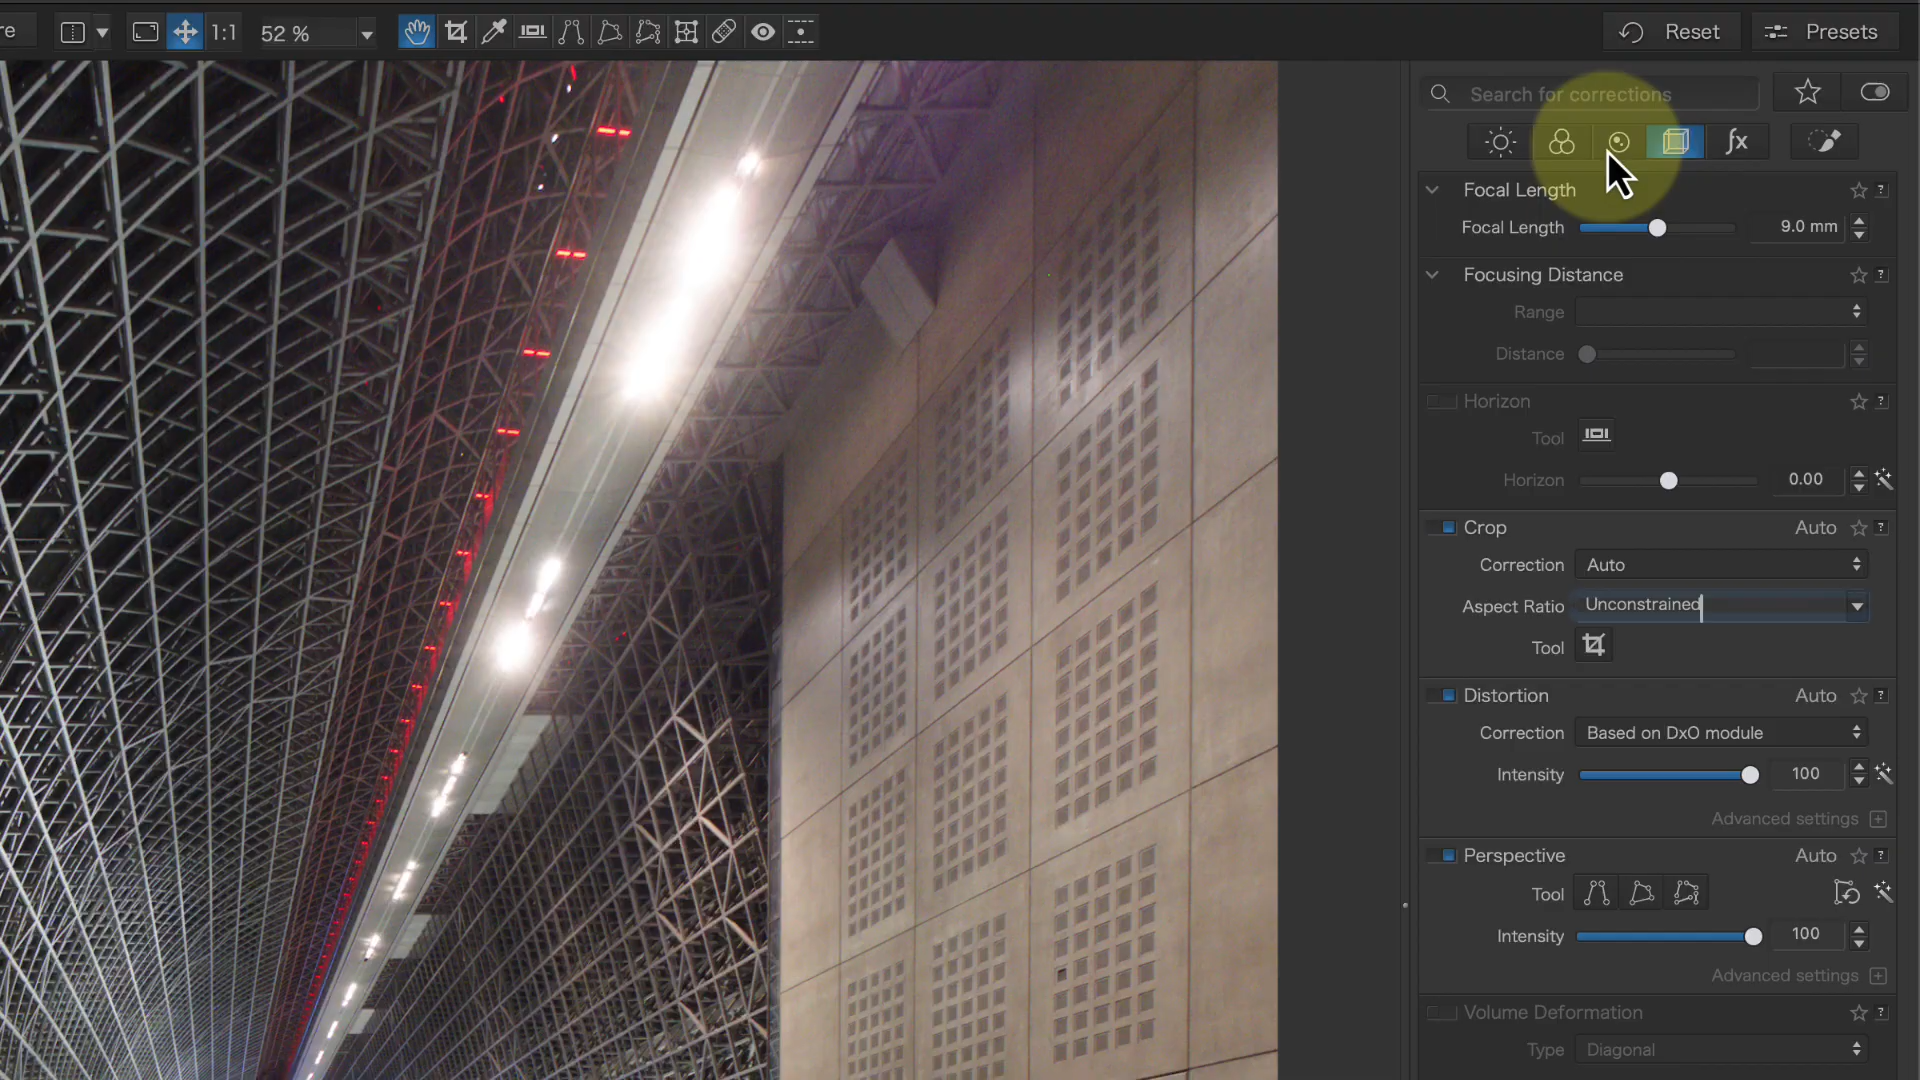 re
1:1
52 %
Reset
Presets
Search for corrections
fx
Focal Length
?
Focal Length
9.0 mm
Focusing Distance
?
Range
Distance
Horizon
?
Tool
Horizon
0.00
Crop
Auto
?
Correction
Auto
Aspect Ratio
Unconstrained
Tool
Distortion
Auto
?
Correction
Based on DxO module
Intensity
100
Advanced settings
Perspective
Auto
?
Tool
Intensity
100
Advanced settings
Volume Deformation
?
Type
Diagonal